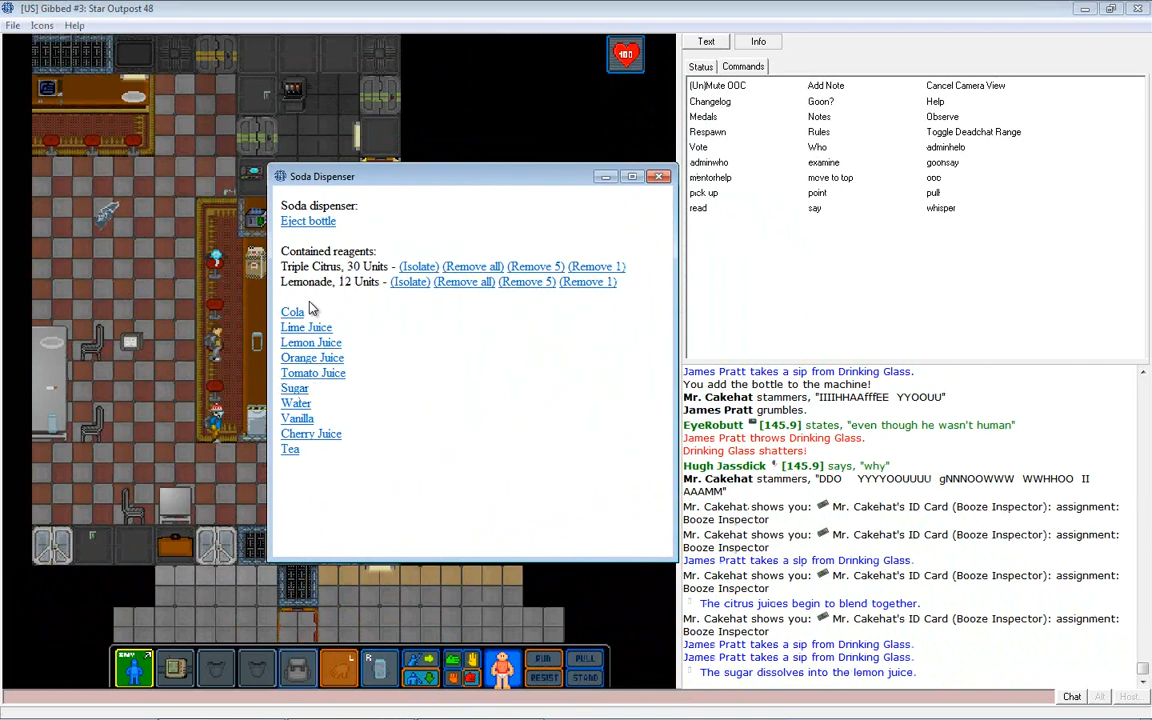 [US] Gibbed #3: Star Outpost 48
File Icons Help
100
Soda Dispenser
Soda dispenser:
Eject bottle
Contained reagents:
Triple Citrus, 30 Units - (Isolate) (Remove all) (Remove 5) (Remove 1)
Lemonade, 12 Units - (Isolate) (Remove all) (Remove 5) (Remove 1)
Cola
Lime Juice
Lemon Juice
Orange Juice
Tomato Juice
Sugar
Water
Vanilla
Cherry Juice
Tea
L
R
RUN
PULL
RESIST
STAND
Text Info
Status Commands
(Un)Mute OOC Add Note Cancel Camera View
Changelog Goon? Help
Medals Notes Observe
Respawn Rules Toggle Deadchat Range
Vote Who adminhelp
adminwho examine goonsay
mentorhelp move to top ooc
pick up point pull
read say whisper
James Pratt takes a sip from Drinking Glass.
You add the bottle to the machine!
Mr. Cakehat stammers, "IIIIHHAAfffEE YYOOUU"
James Pratt grumbles.
EyeRobutt [145.9] states, "even though he wasn't human"
James Pratt throws Drinking Glass.
Drinking Glass shatters!
Hugh Jassdick [145.9] says, "why"
Mr. Cakehat stammers, "DDO YYYYOOUUUU gNNNOOWWW WWHHOO II
AAAMM"
Mr. Cakehat shows you: Mr. Cakehat's ID Card (Booze Inspector): assignment:
Booze Inspector
Mr. Cakehat shows you: Mr. Cakehat's ID Card (Booze Inspector): assignment:
Booze Inspector
James Pratt takes a sip from Drinking Glass.
Mr. Cakehat shows you: Mr. Cakehat's ID Card (Booze Inspector): assignment:
Booze Inspector
The citrus juices begin to blend together.
Mr. Cakehat shows you: Mr. Cakehat's ID Card (Booze Inspector): assignment:
Booze Inspector
James Pratt takes a sip from Drinking Glass.
James Pratt takes a sip from Drinking Glass.
The sugar dissolves into the lemon juice.
Chat Alt Host...